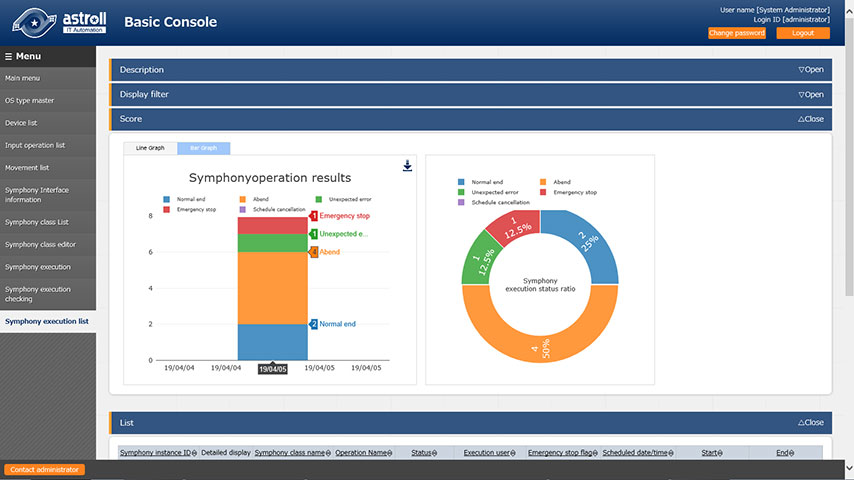 astroll
IT Automation
Basic Console
User name [System Administrator]
Login ID [administrator]
Change password
Logout
☰ Menu
Main menu
OS type master
Device list
Input operation list
Movement list
Symphony Interface
information
Symphony class List
Symphony class editor
Symphony execution
Symphony execution
checking
Symphony execution list
Description
▽Open
Display filter
▽Open
Score
△Close
Line Graph
Bar Graph
Symphonyoperation results
Normal end
Abend
Unexpected error
Emergency stop
Schedule cancellation
8
6
4
2
0
1 Emergency stop
1 Unexpected e...
4 Abend
2 Normal end
19/04/04
19/04/04
19/04/05
19/04/05
19/04/05
Normal end
Abend
Unexpected error
Emergency stop
Schedule cancellation
1
12.5%
2
25%
1
12.5%
Symphony
execution status ratio
4
50%
List
△Close
Symphony instance ID
Detailed display
Symphony class name
Operation Name
Status
Execution user
Emergency stop flag
Scheduled date/time
Start
End
Contact administrator